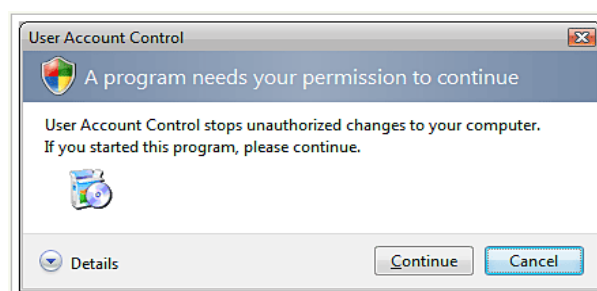 User Account Control
A program needs your permission to continue
User Account Control stops unauthorized changes to your computer.
If you started this program, please continue.
Details
Continue
Cancel